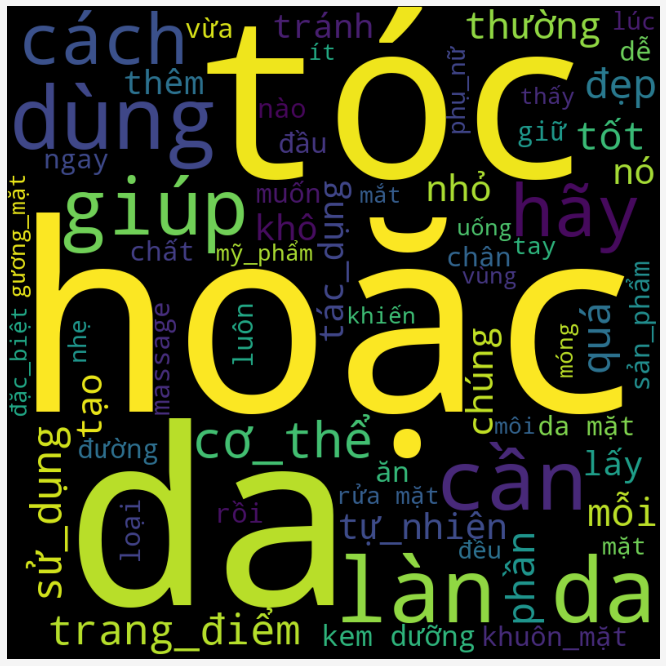 cách
vừa
tóc
tránh
thường
lúc
ít
dễ
thêm
phụ_nữ
đẹp
dùng
nào
thấy
đầu
giữ
tốt
ngay
nó
giúp
muốn
mắt
nhỏ
hãy
gương_mặt
khô
tác_dụng
uống
tay
chất
mỹ_phẩm
chân
vùng
hoặc
đặc_biệt
nhẹ
massage
luôn
khiến
chúng
móng
quá
sản_phẩm
tạo
môi
da mặt
da
cơ_thể
đường
ăn
cần
lấy
sử_dụng
loại
rồi
rửa mặt
tự_nhiên
mỗi
đều
phần
mặt
làn da
trang_điểm
kem dưỡng
khuôn_mặt